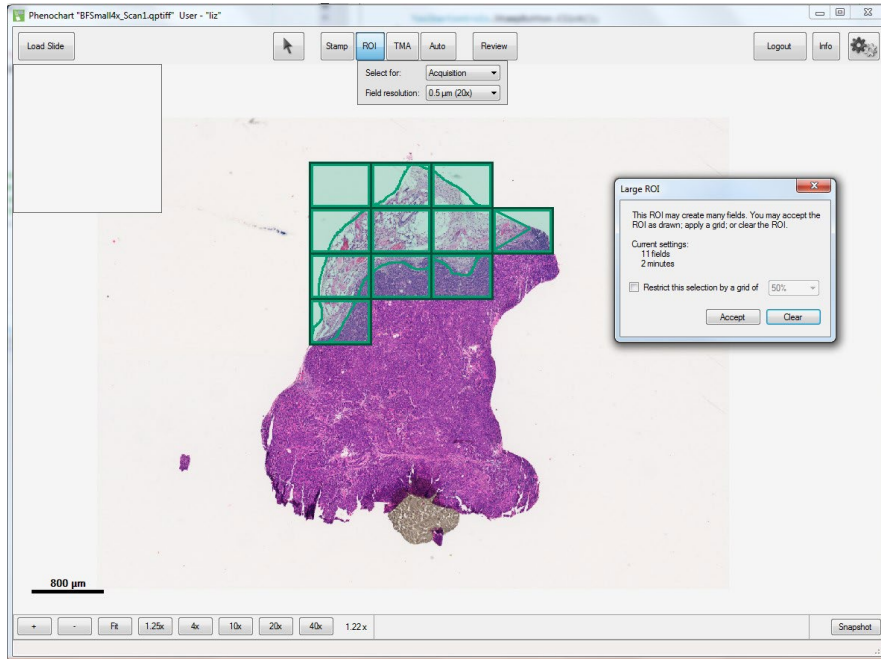 Phenochart "BFSmall4x_Scan1.qptiff" User - "liz"
Load Slide
Stamp
ROI
TMA
Auto
Review
Logout
Info
Select for: Acquisition
Field resolution: 0.5 µm (20x)
Large ROI
This ROI may create many fields. You may accept the
ROI as drawn; apply a grid; or clear the ROI.
Current settings:
11 fields
2 minutes
Restrict this selection by a grid of 50%
Accept
Clear
800 µm
+
-
Fit
1.25x
4x
10x
20x
40x
1.22 x
Snapshot